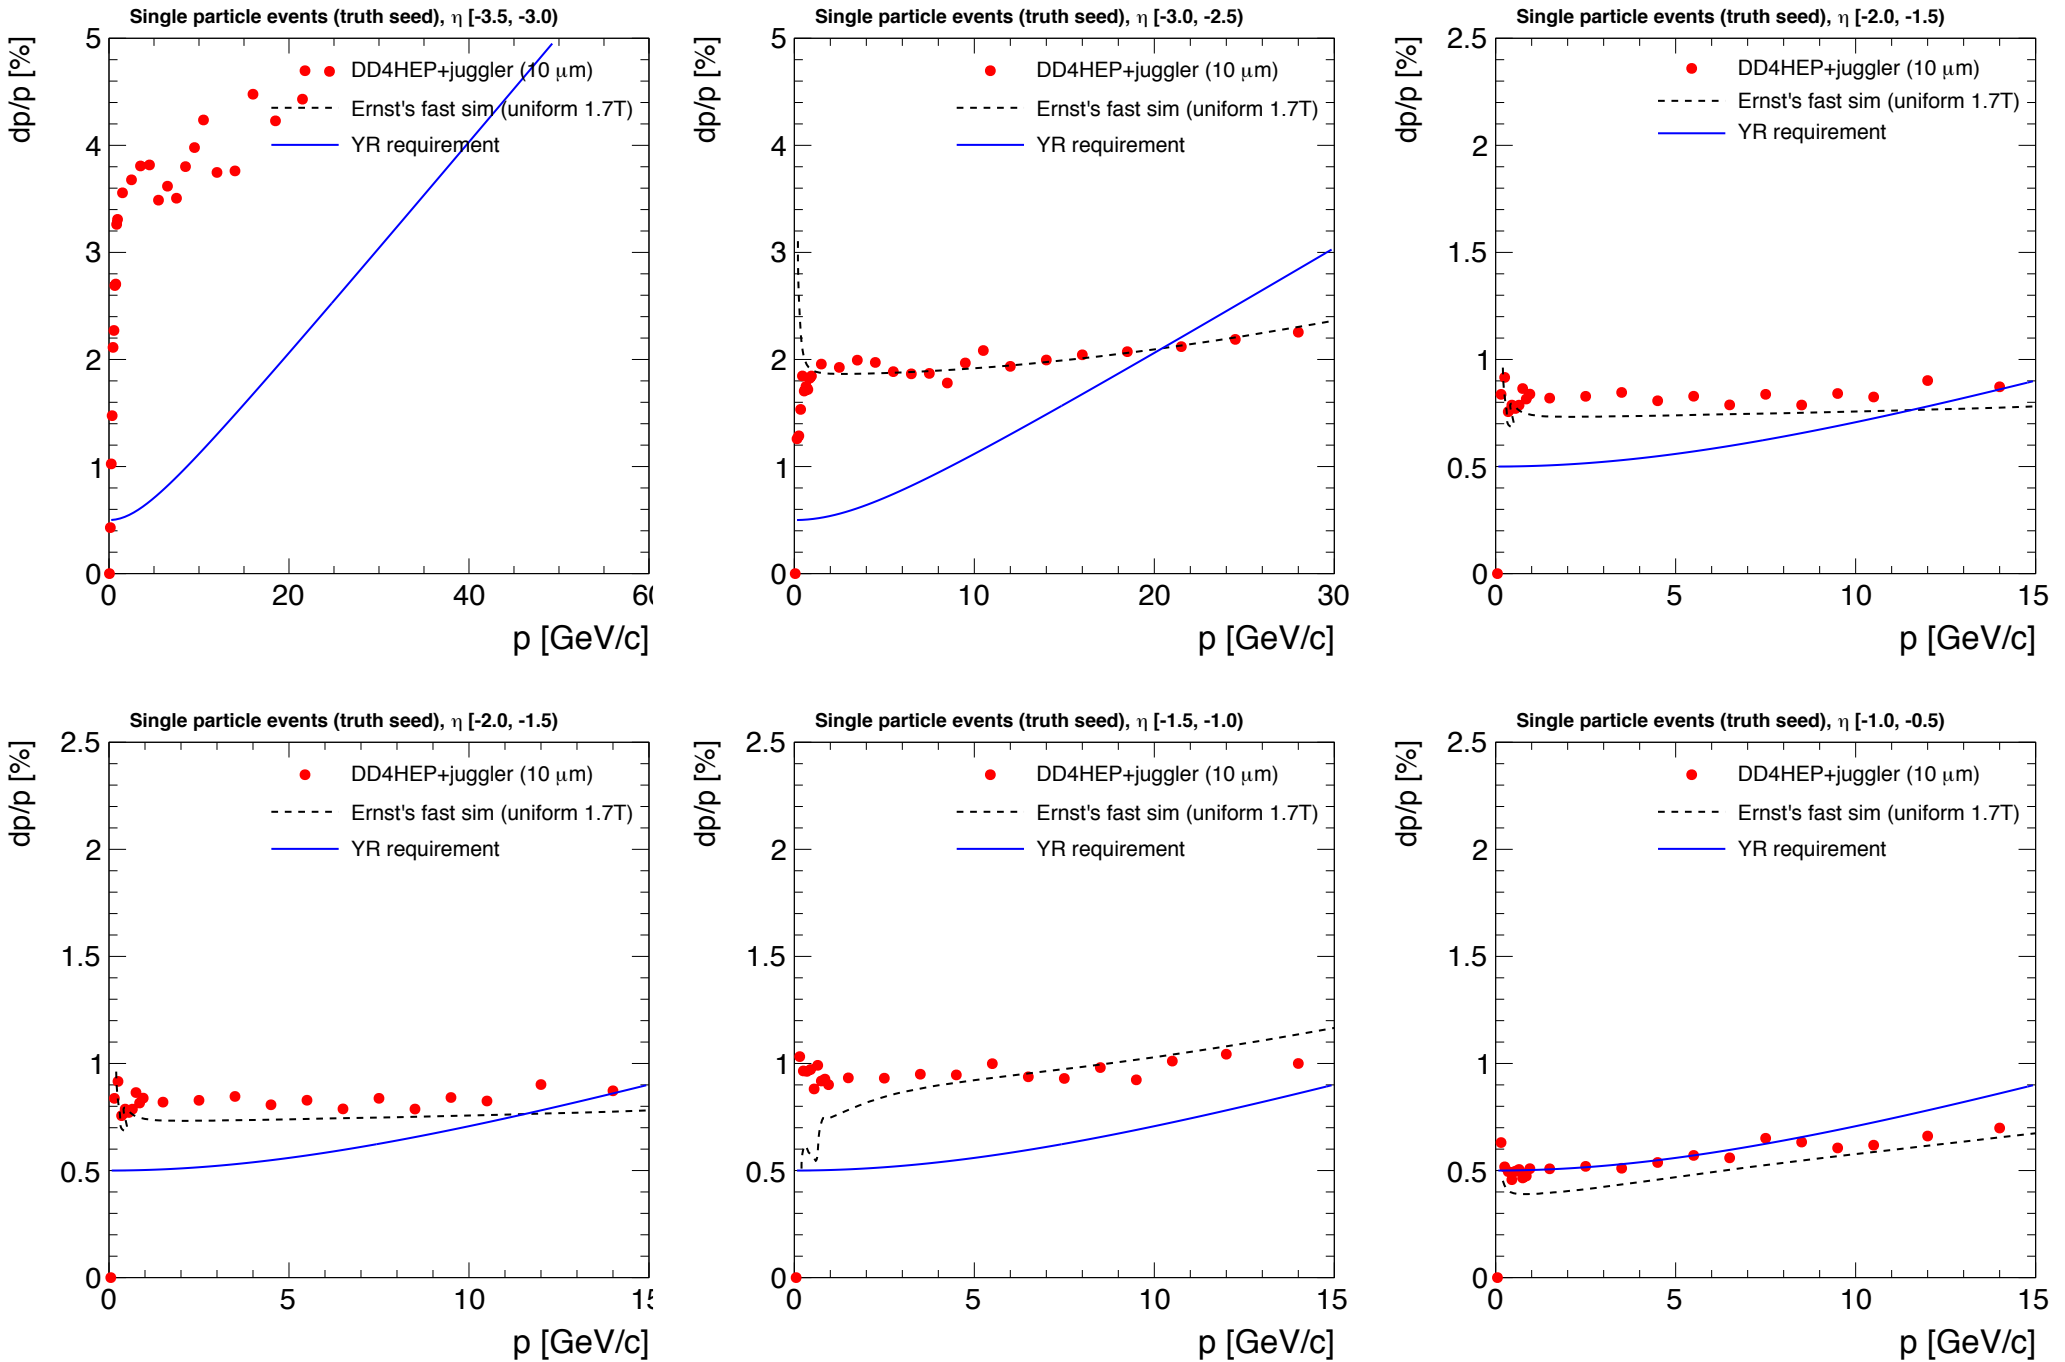 Single particle events (truth seed), η [-3.5, -3.0)
dp/p [%]
5
4
3
2
1
0
DD4HEP+juggler (10 μm)
Ernst's fast sim (uniform 1.7T)
YR requirement
0 20 40 60
p [GeV/c]
Single particle events (truth seed), η [-3.0, -2.5)
dp/p [%]
5
4
3
2
1
0
DD4HEP+juggler (10 μm)
Ernst's fast sim (uniform 1.7T)
YR requirement
0 10 20 30
p [GeV/c]
Single particle events (truth seed), η [-2.0, -1.5)
dp/p [%]
2.5
2
1.5
1
0.5
0
DD4HEP+juggler (10 μm)
Ernst's fast sim (uniform 1.7T)
YR requirement
0 5 10 15
p [GeV/c]
Single particle events (truth seed), η [-2.0, -1.5)
dp/p [%]
2.5
2
1.5
1
0.5
0
DD4HEP+juggler (10 μm)
Ernst's fast sim (uniform 1.7T)
YR requirement
0 5 10 15
p [GeV/c]
Single particle events (truth seed), η [-1.5, -1.0)
dp/p [%]
2.5
2
1.5
1
0.5
0
DD4HEP+juggler (10 μm)
Ernst's fast sim (uniform 1.7T)
YR requirement
0 5 10 15
p [GeV/c]
Single particle events (truth seed), η [-1.0, -0.5)
dp/p [%]
2.5
2
1.5
1
0.5
0
DD4HEP+juggler (10 μm)
Ernst's fast sim (uniform 1.7T)
YR requirement
0 5 10 15
p [GeV/c]